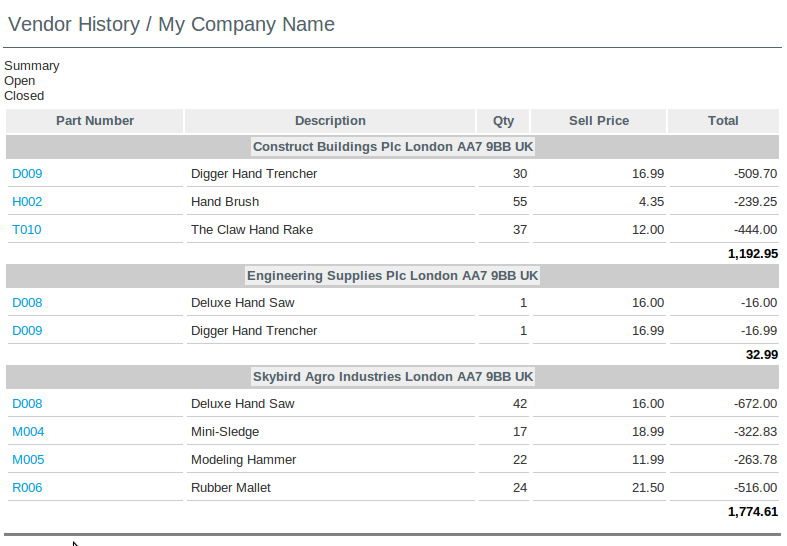 Vendor History / My Company Name
Summary
Open
Closed
Part Number Description Qty Sell Price Total
Construct Buildings Plc London AA7 9BB UK
D009 Digger Hand Trencher 30 16.99 -509.70
H002 Hand Brush 55 4.35 -239.25
T010 The Claw Hand Rake 37 12.00 -444.00
1,192.95
Engineering Supplies Plc London AA7 9BB UK
D008 Deluxe Hand Saw 1 16.00 -16.00
D009 Digger Hand Trencher 1 16.99 -16.99
32.99
Skybird Agro Industries London AA7 9BB UK
D008 Deluxe Hand Saw 42 16.00 -672.00
M004 Mini-Sledge 17 18.99 -322.83
M005 Modeling Hammer 22 11.99 -263.78
R006 Rubber Mallet 24 21.50 -516.00
1,774.61